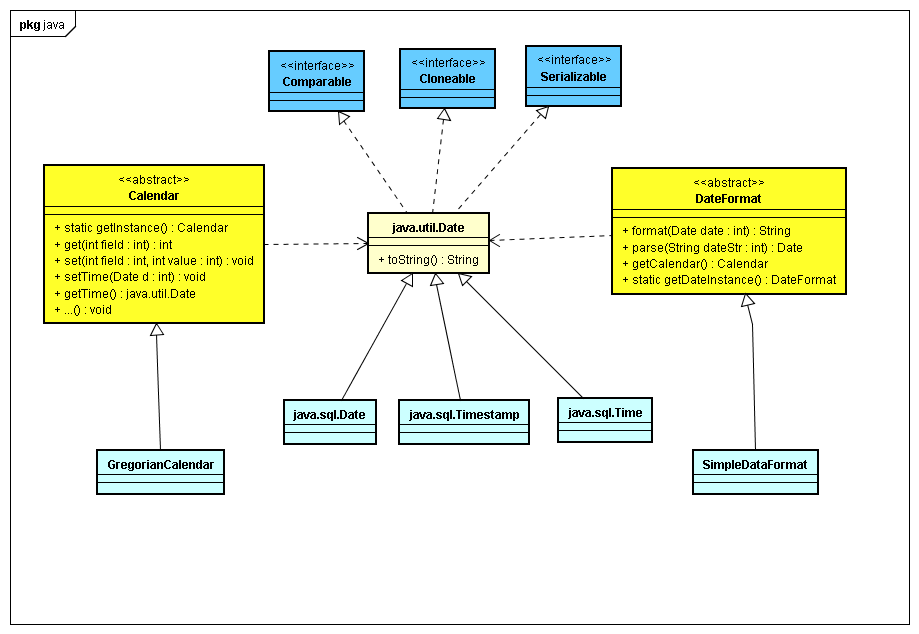 pkg java
<<interface>>
Comparable
<<interface>>
Cloneable
<<interface>>
Serializable
<<abstract>>
Calendar
+ static getInstance() : Calendar
+ get(int field : int) : int
+ set(int field : int, int value : int) : void
+ setTime(Date d : int) : void
+ getTime() : java.util.Date
+ ...() : void
java.util.Date
+ toString() : String
<<abstract>>
DateFormat
+ format(Date date : int) : String
+ parse(String dateStr : int) : Date
+ getCalendar() : Calendar
+ static getDateInstance() : DateFormat
java.sql.Date
java.sql.Timestamp
java.sql.Time
GregorianCalendar
SimpleDataFormat